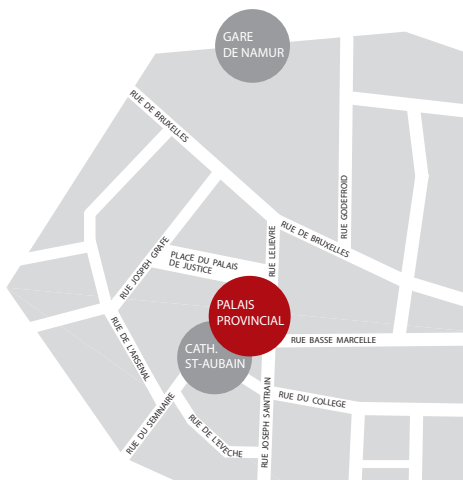 GARE
DE NAMUR
RUE DE BRUXELLES
RUE GODEFROID
RUE LELIEVRE
RUE DE BRUXELLES
RUE JOSPEH GRAFE
PLACE DU PALAIS
DE JUSTICE
PALAIS
PROVINCIAL
RUE BASSE MARCELLE
RUE DE L'ARSENAL
CATH.
ST-AUBAIN
RUE DU COLLEGE
RUE DU SEMINAIRE
RUE DE L'EVECHE
RUE JOSEPH SAINTRAIN